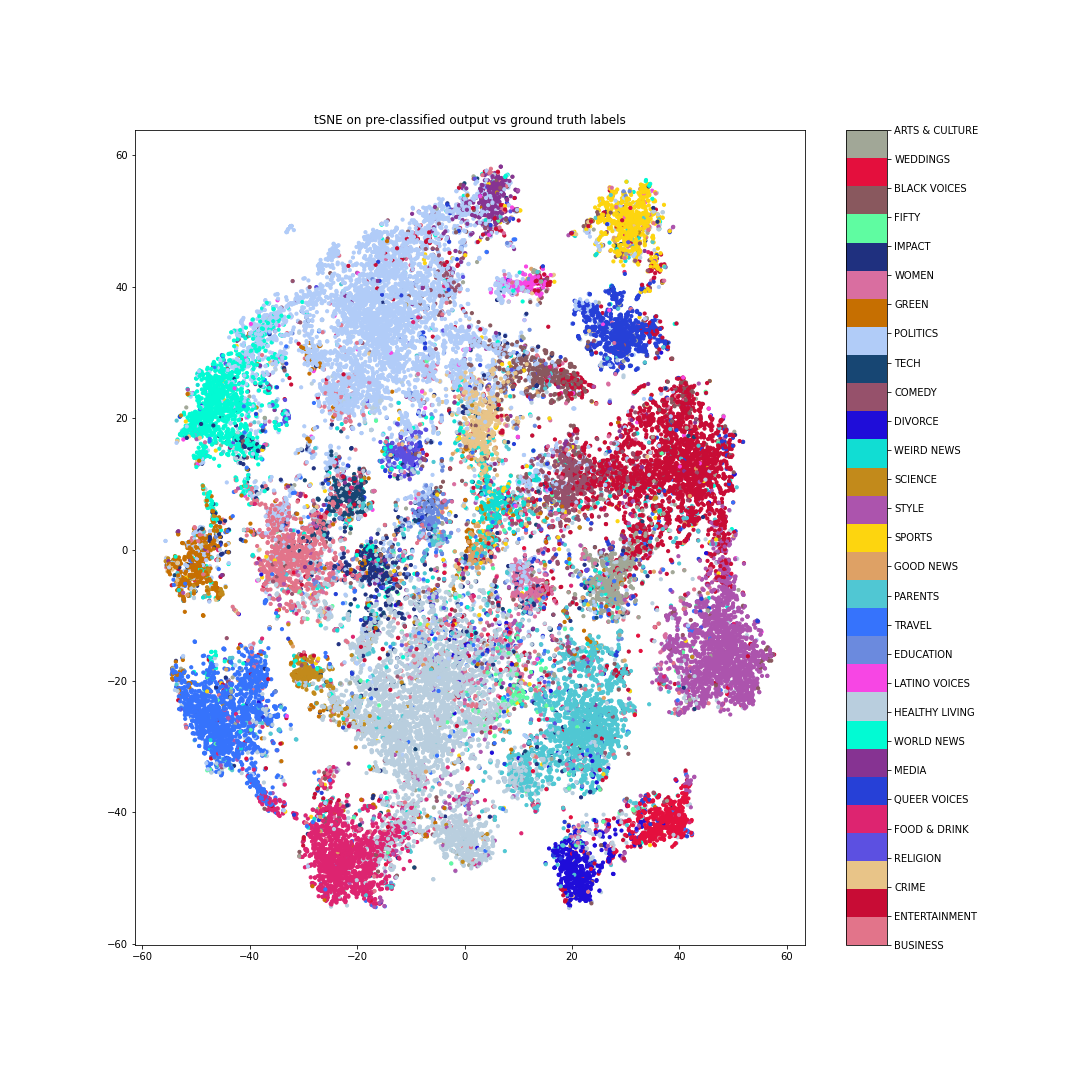 tSNE on pre-classified output vs ground truth labels
60
40
20
0
−20
−40
−60
−60
−40
−20
0
20
40
60
ARTS & CULTURE
WEDDINGS
BLACK VOICES
FIFTY
IMPACT
WOMEN
GREEN
POLITICS
TECH
COMEDY
DIVORCE
WEIRD NEWS
SCIENCE
STYLE
SPORTS
GOOD NEWS
PARENTS
TRAVEL
EDUCATION
LATINO VOICES
HEALTHY LIVING
WORLD NEWS
MEDIA
QUEER VOICES
FOOD & DRINK
RELIGION
CRIME
ENTERTAINMENT
BUSINESS